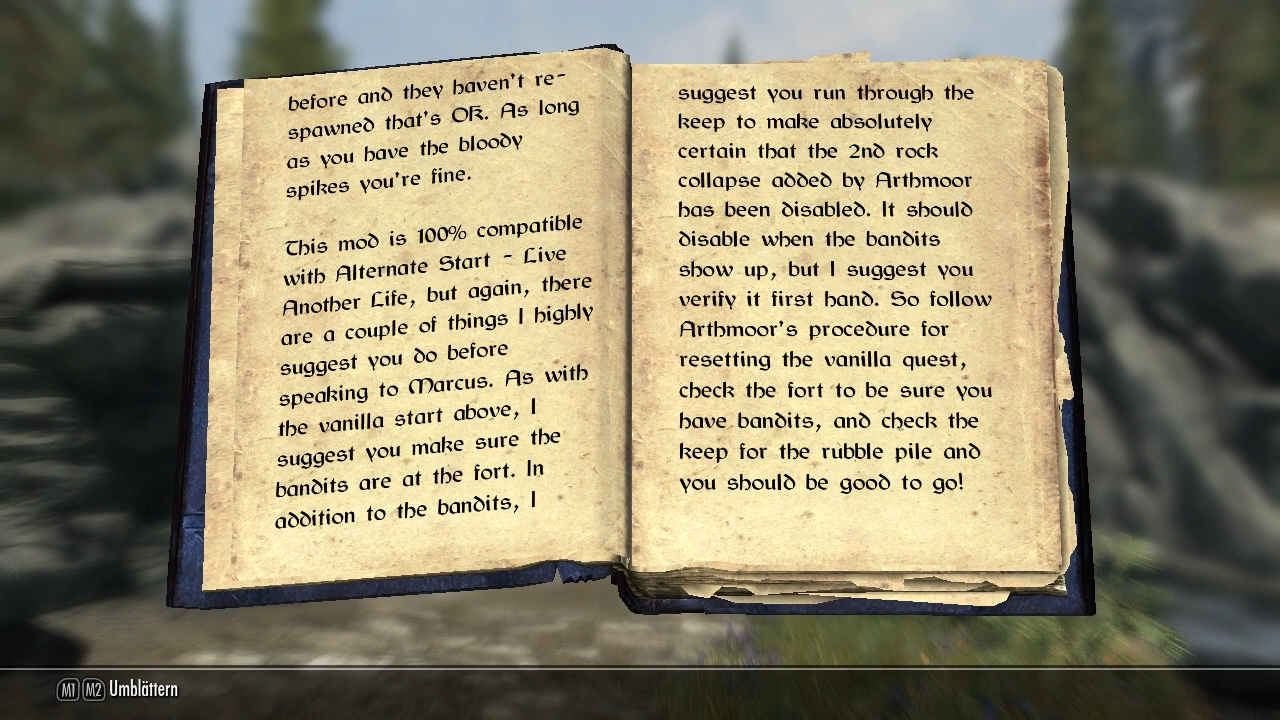 before and they haven't re-
spawned that's OK. As long
as you have the bloody
spikes you're fine.
This mod is 100% compatible
with Alternate Start - Live
Another Life, but again, there
are a couple of things I highly
suggest you do before
speaking to Marcus. As with
the vanilla start above, I
suggest you make sure the
bandits are at the fort. In
addition to the bandits, I
suggest you run through the
keep to make absolutely
certain that the 2nd rock
collapse added by Arthmoor
has been disabled. It should
disable when the bandits
show up, but I suggest you
verify it first hand. So follow
Arthmoor's procedure for
resetting the vanilla quest,
check the fort to be sure you
have bandits, and check the
keep for the rubble pile and
you should be good to go!
M1 M2 Umblättern